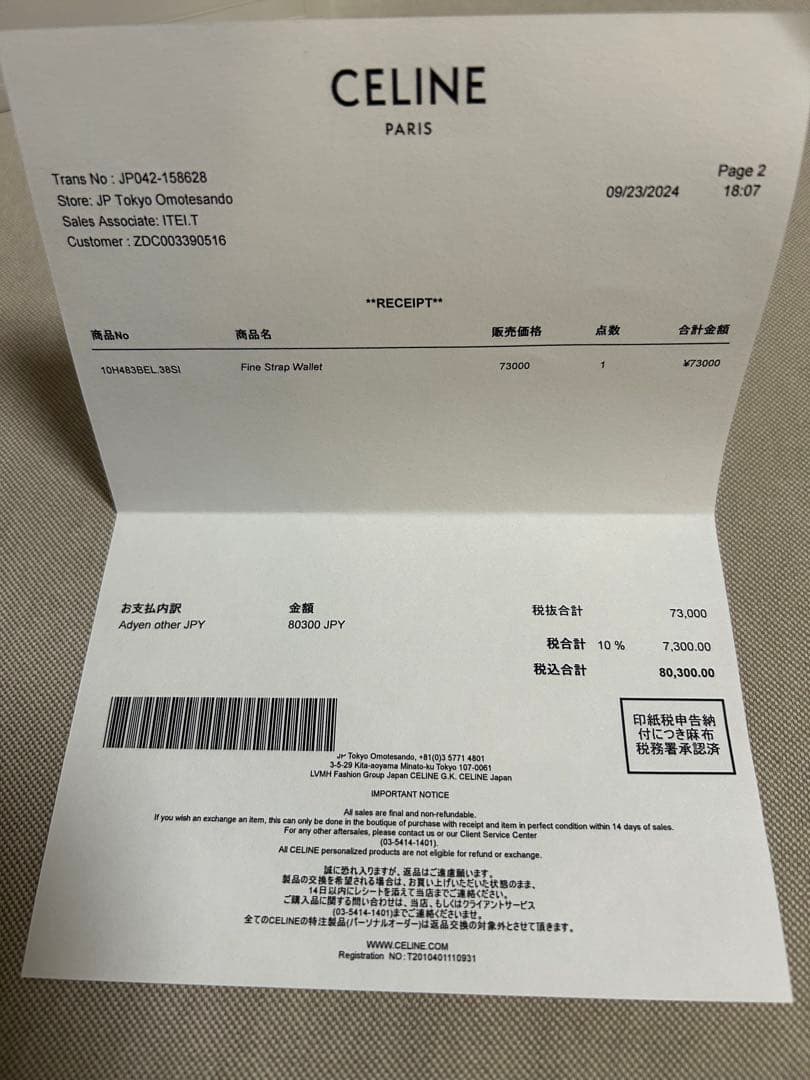 CELINE
PARIS
Page 2
Trans No : JP042-158628
09/23/2024 18:07
Store: JP Tokyo Omotesando
Sales Associate: ITEI.T
Customer : ZDC003390516
**RECEIPT**
商品No 商品名 販売価格 点数 合計金額
10H483BEL.38SI Fine Strap Wallet 73000 1 ¥73000
お支払内訳 金額 税抜合計 73,000
Adyen other JPY 80300 JPY
税合計 10 % 7,300.00
税込合計 80,300.00
印紙税申告納
付につき麻布
税務署承認済
JP Tokyo Omotesando, +81(0)3 5771 4801
3-5-29 Kita-aoyama Minato-ku Tokyo 107-0061
LVMH Fashion Group Japan CELINE G.K. CELINE Japan
IMPORTANT NOTICE
All sales are final and non-refundable.
If you wish an exchange an item, this can only be done in the boutique of purchase with receipt and item in perfect condition within 14 days of sales.
For any other aftersales, please contact us or our Client Service Center
(03-5414-1401).
All CELINE personalized products are not eligible for refund or exchange.
誠に恐れ入りますが、返品はご遠慮願います。
製品の交換を希望される場合は、お買い上げいただいた状態のまま、
14日以内にレシートを添えて当店までご連絡ください。
ご購入品に関する問い合わせは、当店、もしくはクライアントサービス
(03-5414-1401)までご連絡くださいませ。
全てのCELINEの特注製品(パーソナルオーダー)は返品交換の対象外とさせて頂きます。
WWW.CELINE.COM
Registration NO:T2010401110931